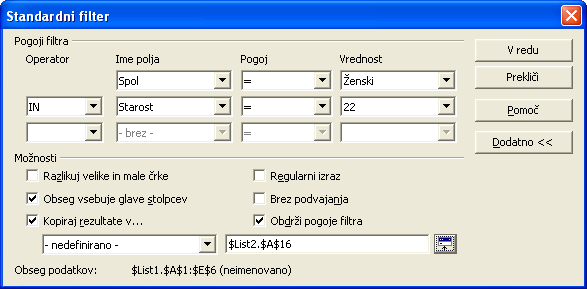 Standardni filter
Pogoji filtra
Operator Ime polja Pogoj Vrednost
Spol = Ženski
IN Starost = 22
- brez - =
V redu
Prekliči
Pomoč
Dodatno <<
Možnosti
Razlikuj velike in male črke Regularni izraz
Obseg vsebuje glave stolpcev Brez podvajanja
Kopiraj rezultate v... Obdrži pogoje filtra
- nedefinirano - $List2.$A$16
Obseg podatkov: $List1.$A$1:$E$6 (neimenovano)